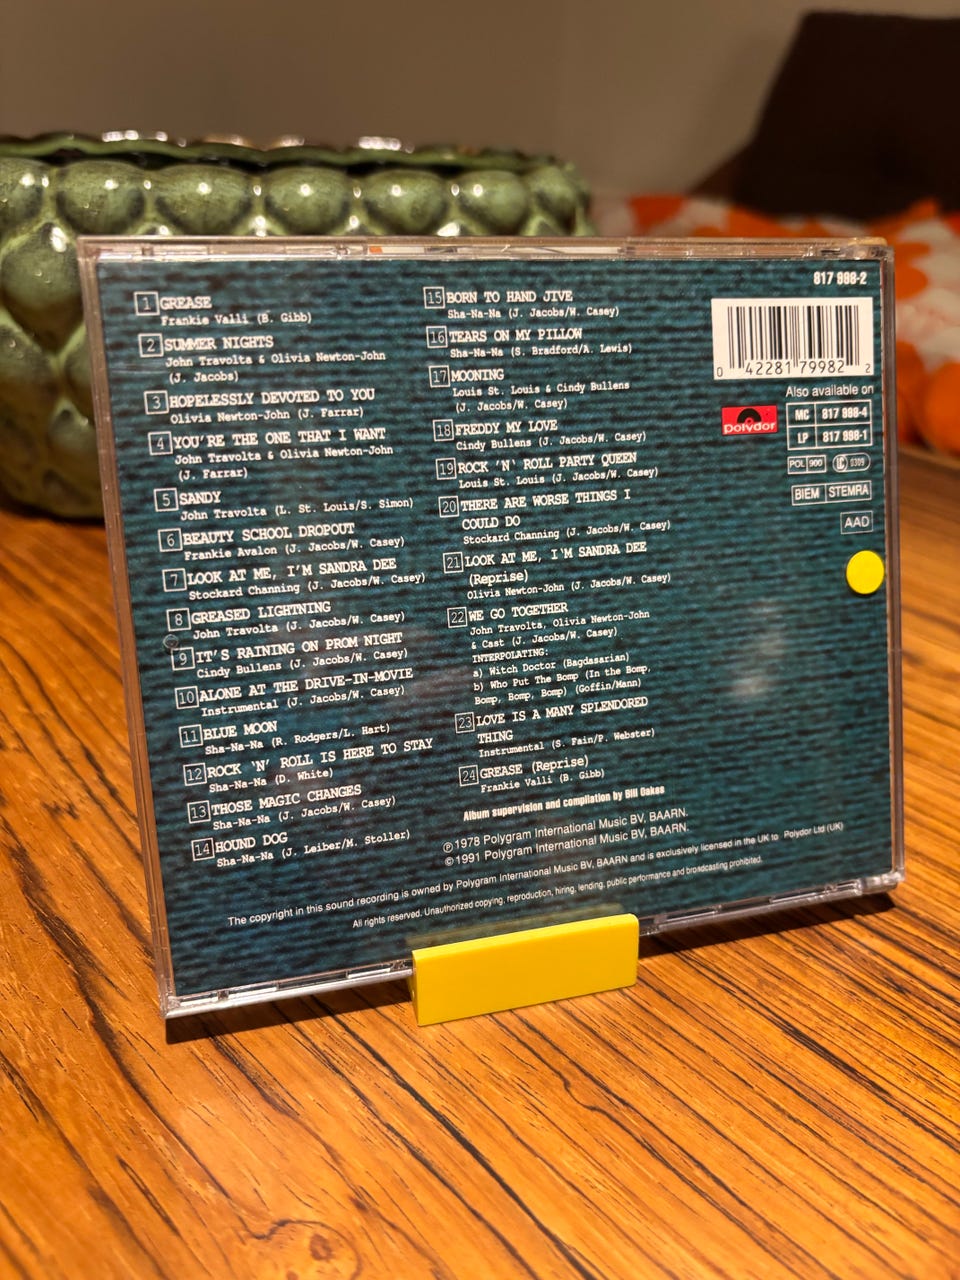 1 GREASE
Frankie Valli (B. Gibb)
2 SUMMER NIGHTS
John Travolta & Olivia Newton-John
(J. Jacobs)
3 HOPELESSLY DEVOTED TO YOU
Olivia Newton-John (J. Farrar)
4 YOU'RE THE ONE THAT I WANT
John Travolta & Olivia Newton-John
(J. Farrar)
5 SANDY
John Travolta (L. St. Louis/S. Simon)
6 BEAUTY SCHOOL DROPOUT
Frankie Avalon (J. Jacobs/W. Casey)
7 LOOK AT ME, I'M SANDRA DEE
Stockard Channing (J. Jacobs/W. Casey)
8 GREASED LIGHTNING
John Travolta (J. Jacobs/W. Casey)
9 IT'S RAINING ON PROM NIGHT
Cindy Bullens (J. Jacobs/W. Casey)
10 ALONE AT THE DRIVE-IN-MOVIE
Instrumental (J. Jacobs/W. Casey)
11 BLUE MOON
Sha-Na-Na (R. Rodgers/L. Hart)
12 ROCK 'N' ROLL IS HERE TO STAY
Sha-Na-Na (D. White)
13 THOSE MAGIC CHANGES
Sha-Na-Na (J. Jacobs/W. Casey)
14 HOUND DOG
Sha-Na-Na (J. Leiber/M. Stoller)
15 BORN TO HAND JIVE
Sha-Na-Na (J. Jacobs/W. Casey)
16 TEARS ON MY PILLOW
Sha-Na-Na (S. Bradford/A. Lewis)
17 MOONING
Louis St. Louis & Cindy Bullens
(J. Jacobs/W. Casey)
18 FREDDY MY LOVE
Cindy Bullens (J. Jacobs/W. Casey)
19 ROCK 'N' ROLL PARTY QUEEN
Louis St. Louis (J. Jacobs/W. Casey)
20 THERE ARE WORSE THINGS I
COULD DO
Stockard Channing (J. Jacobs/W. Casey)
21 LOOK AT ME, I'M SANDRA DEE
(Reprise)
Olivia Newton-John (J. Jacobs/W. Casey)
22 WE GO TOGETHER
John Travolta, Olivia Newton-John
& Cast (J. Jacobs/W. Casey)
INTERPOLATING:
a) Witch Doctor (Bagdasarian)
b) Who Put The Bomp (In the Bomp,
Bomp, Bomp, Bomp) (Goffin/Mann)
23 LOVE IS A MANY SPLENDORED
THING
Instrumental (S. Fain/P. Webster)
24 GREASE (Reprise)
Frankie Valli (B. Gibb)
Album supervision and compilation by Bill Oakes
℗ 1978 Polygram International Music BV, BAARN.
© 1991 Polygram International Music BV, BAARN.
The copyright in this sound recording is owned by Polygram International Music BV, BAARN and is exclusively licensed in the UK to Polydor Ltd (UK)
All rights reserved. Unauthorized copying, reproduction, hiring, lending, public performance and broadcasting prohibited.
817 998-2
0 42281 79982 2
Also available on
polydor
MC 817 998-4
LP 817 998-1
POL 900 LC 0309
BIEM STEMRA
AAD